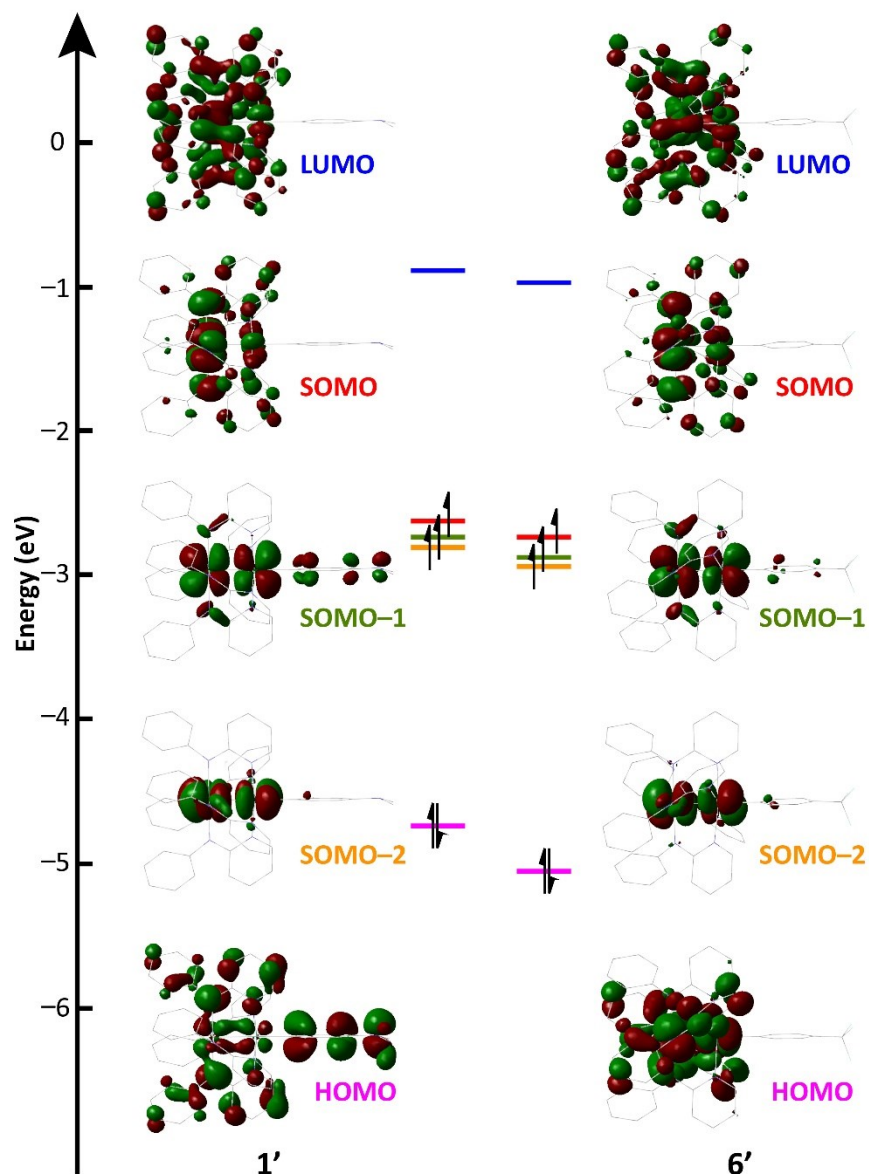 0
LUMO
LUMO
−1
SOMO
SOMO
−2
Energy (eV)
−3
SOMO−1
SOMO−1
−4
SOMO−2
SOMO−2
−5
−6
HOMO
HOMO
1’
6’